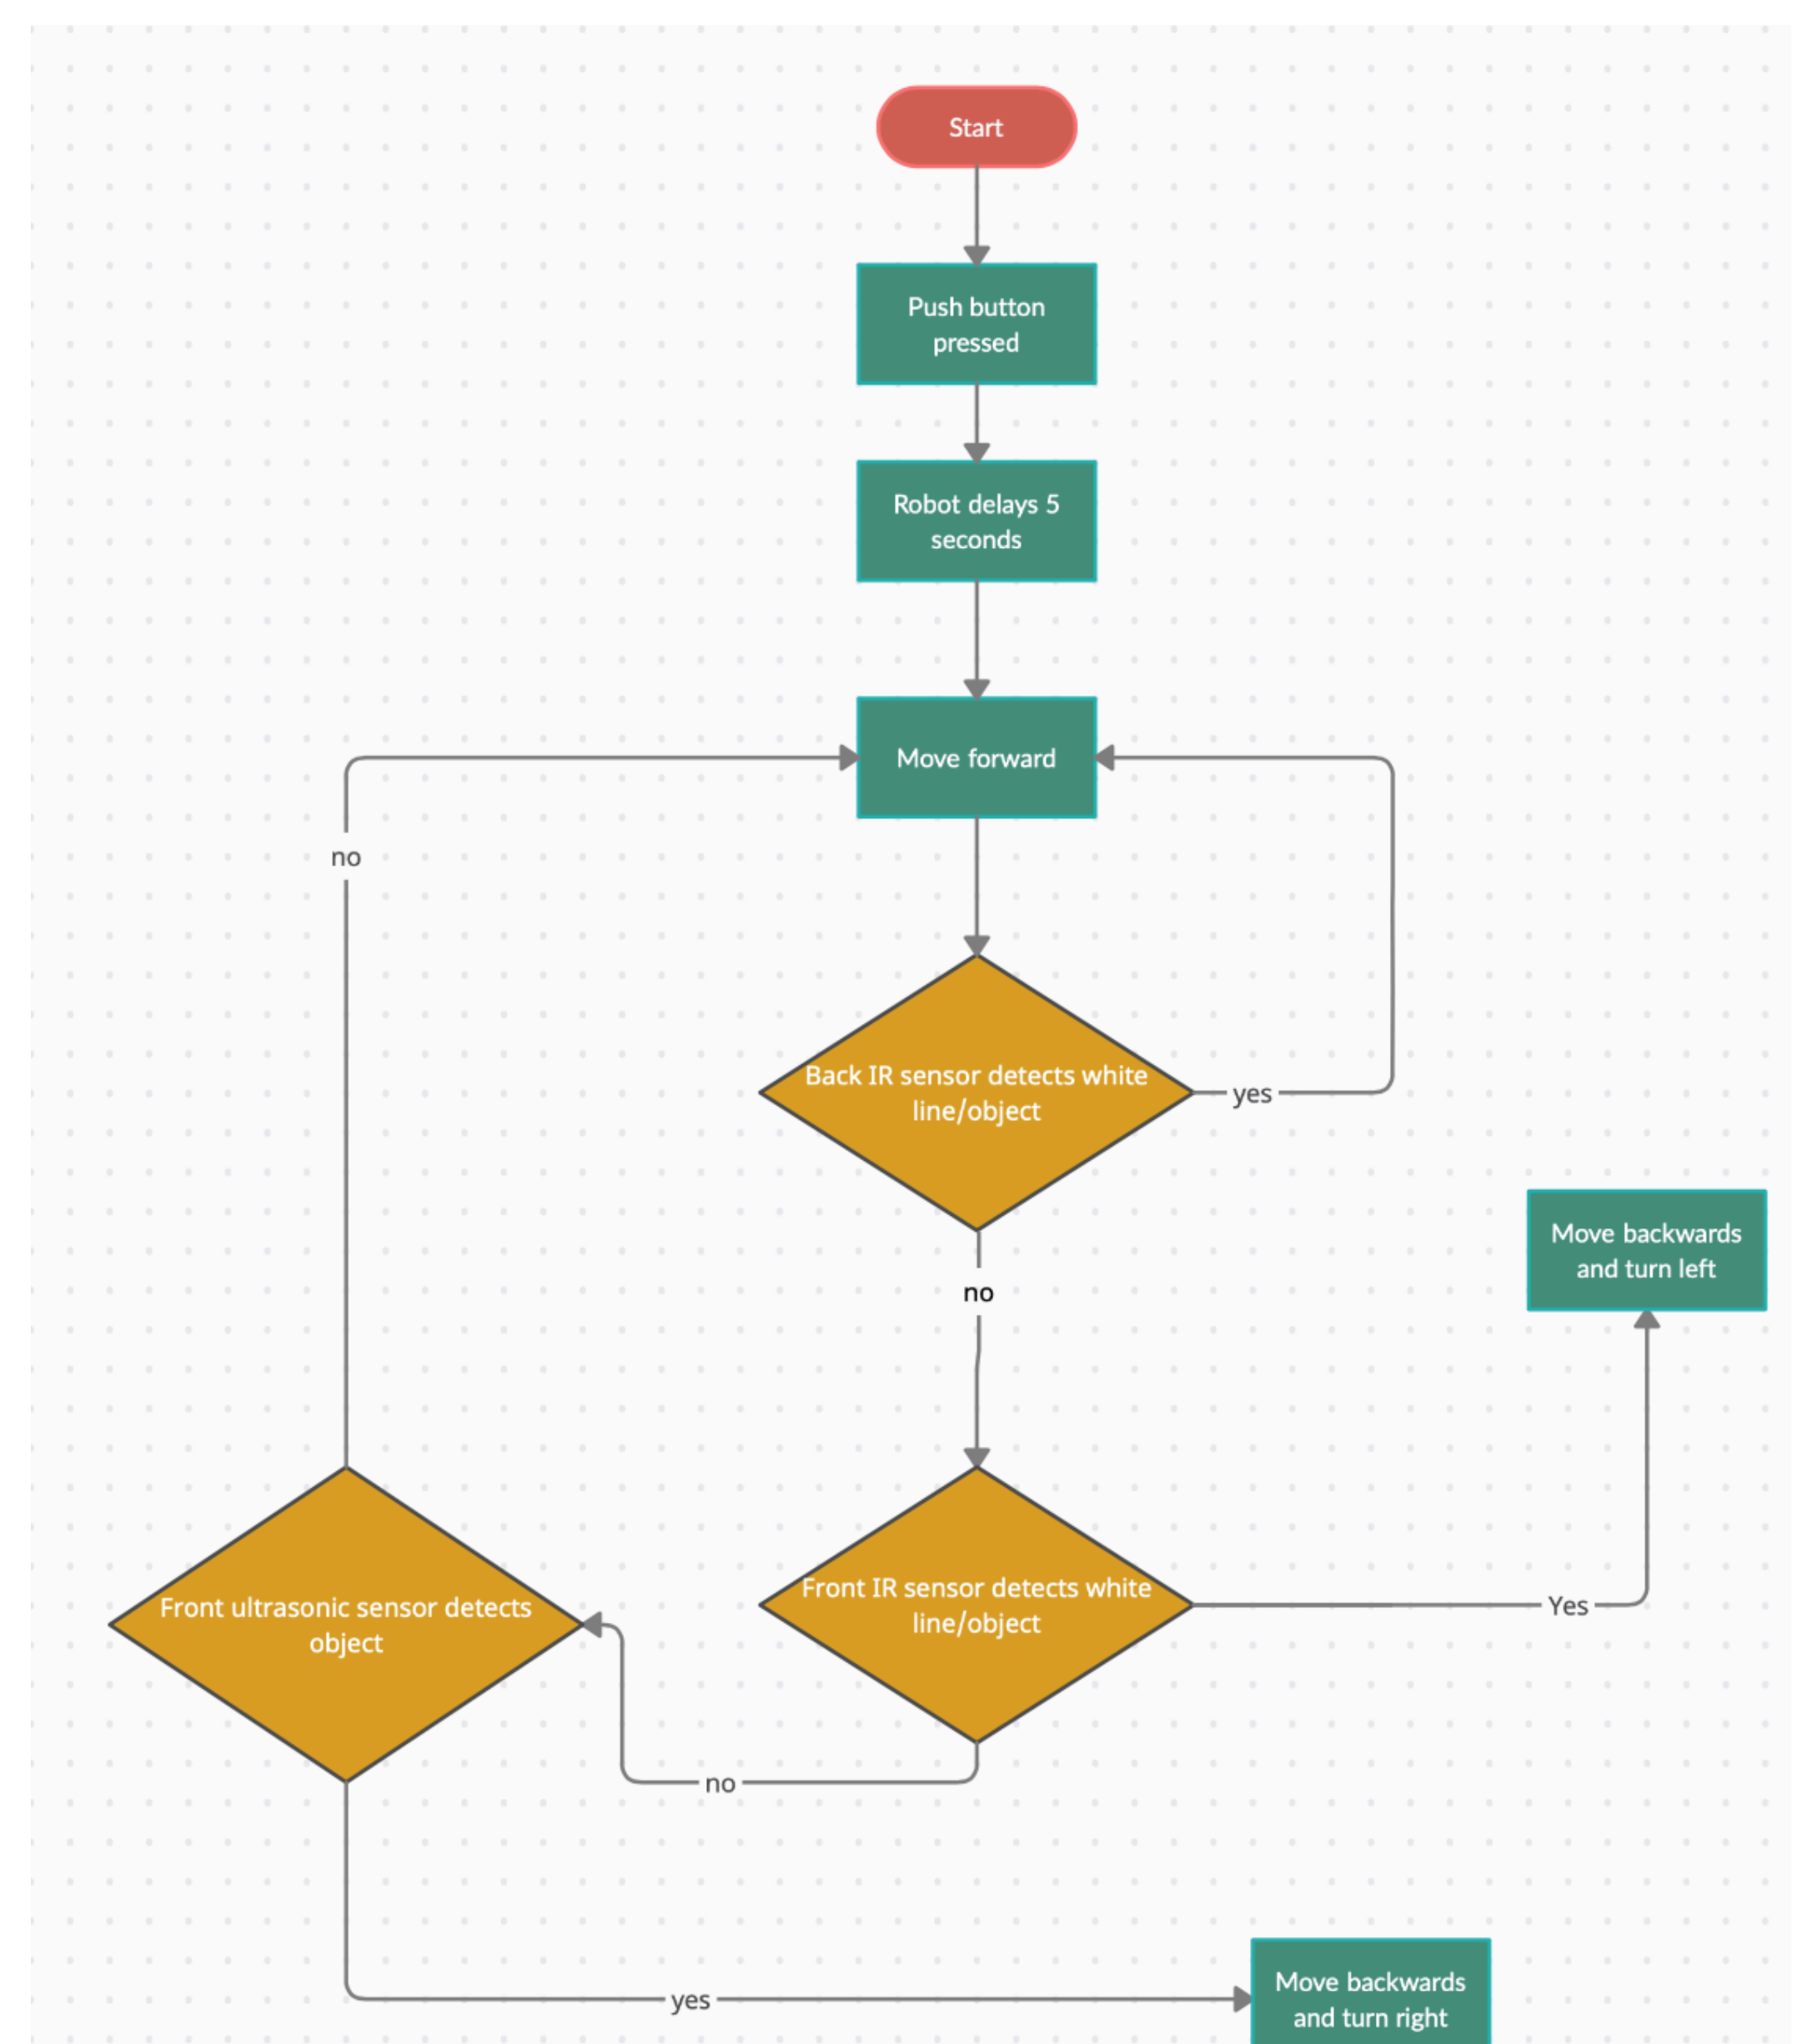 Start
Push button
pressed
Robot delays 5
seconds
Move forward
no
Back IR sensor detects white
line/object
yes
Move backwards
and turn left
no
Front ultrasonic sensor detects
object
Front IR sensor detects white
line/object
Yes
no
yes
Move backwards
and turn right